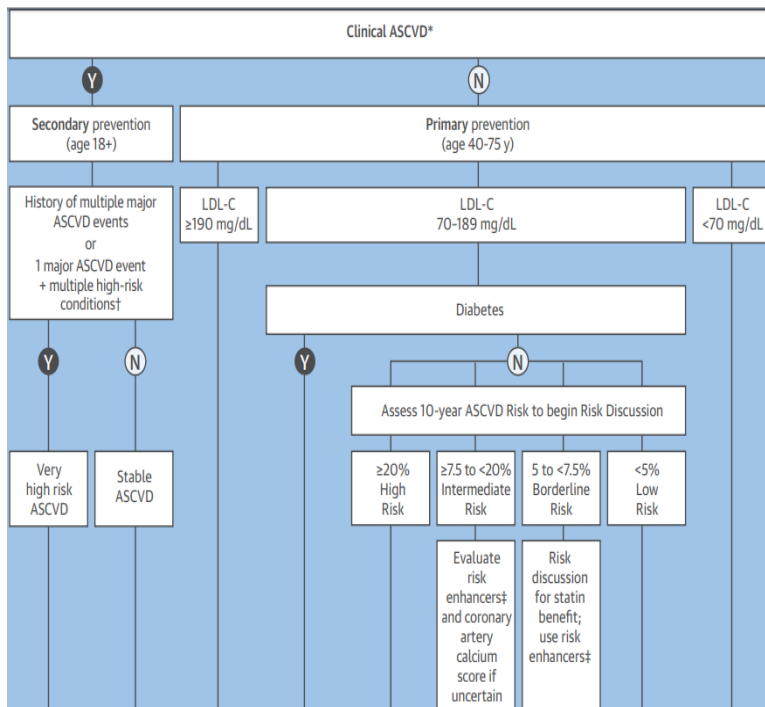 Clinical ASCVD*
Y
N
Secondary prevention
(age 18+)
Primary prevention
(age 40-75 y)
History of multiple major
ASCVD events
or
1 major ASCVD event
+ multiple high-risk
conditions†
LDL-C
≥190 mg/dL
LDL-C
70-189 mg/dL
LDL-C
<70 mg/dL
Diabetes
Y
N
Y
N
Assess 10-year ASCVD Risk to begin Risk Discussion
Very
high risk
ASCVD
Stable
ASCVD
≥20%
High
Risk
≥7.5 to <20%
Intermediate
Risk
5 to <7.5%
Borderline
Risk
<5%
Low
Risk
Evaluate
risk
enhancers‡
and coronary
artery
calcium
score if
uncertain
Risk
discussion
for statin
benefit;
use risk
enhancers‡